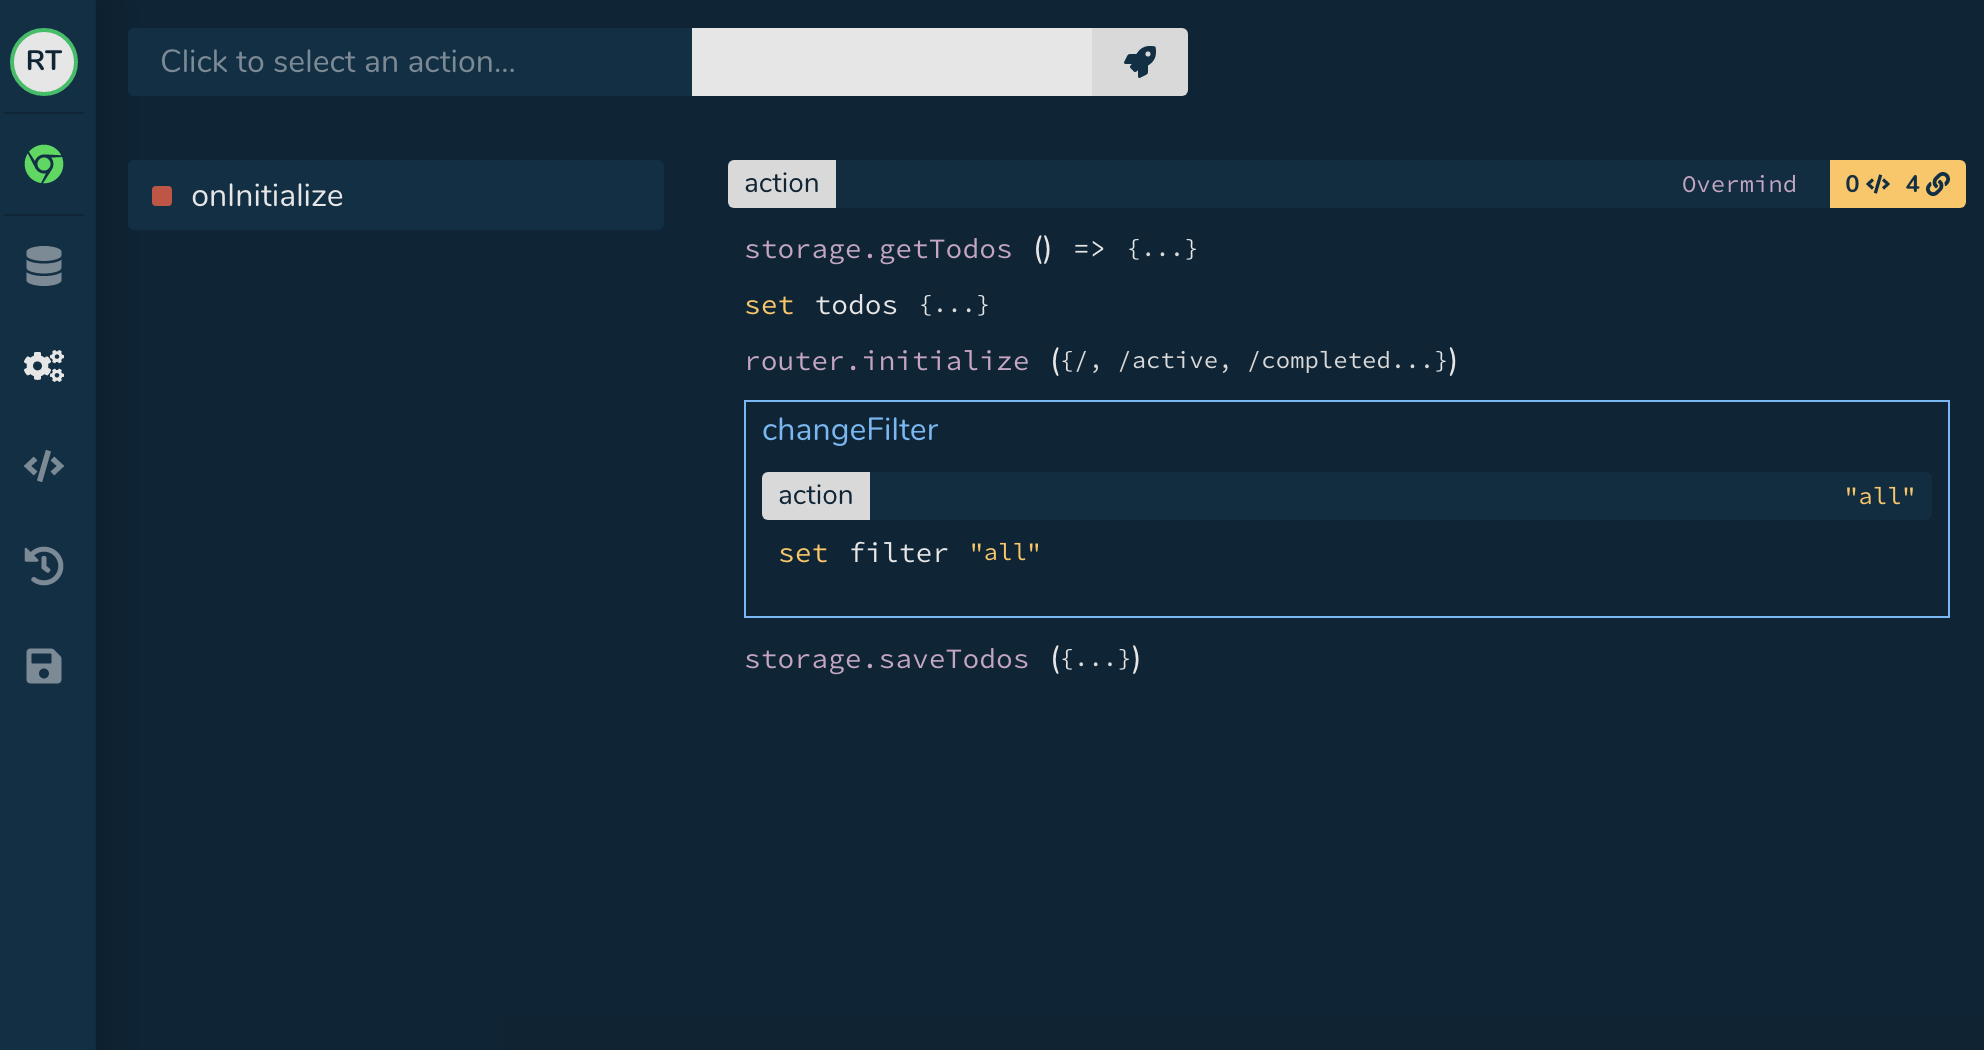 RT
Click to select an action...
onInitialize
action Overmind 0 </> 4
storage.getTodos () => {...}
set todos {...}
router.initialize ({/, /active, /completed...})
changeFilter
action "all"
set filter "all"
storage.saveTodos ({...})